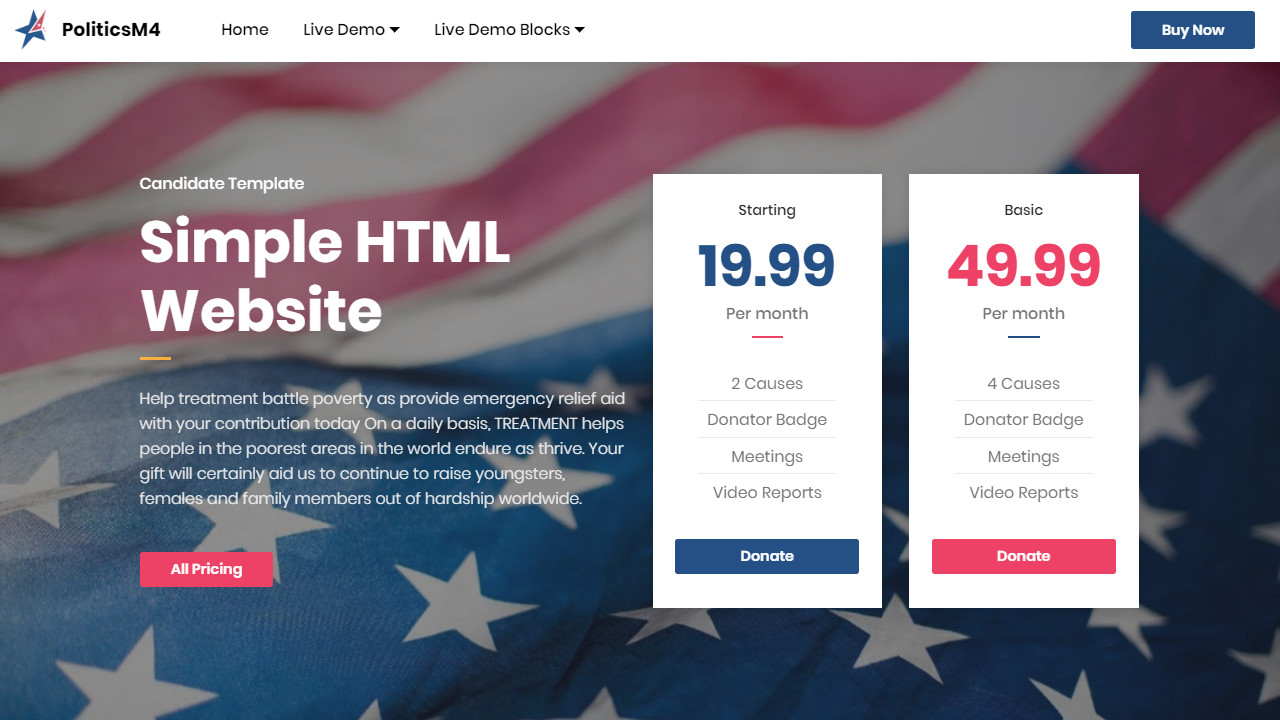 PoliticsM4
Home
Live Demo
Live Demo Blocks
Buy Now
Candidate Template
Simple HTML
Website
Help treatment battle poverty as provide emergency relief aid
with your contribution today On a daily basis, TREATMENT helps
people in the poorest areas in the world endure as thrive. Your
gift will certainly aid us to continue to raise youngsters,
females and family members out of hardship worldwide.
All Pricing
Starting
19.99
Per month
2 Causes
Donator Badge
Meetings
Video Reports
Donate
Basic
49.99
Per month
4 Causes
Donator Badge
Meetings
Video Reports
Donate